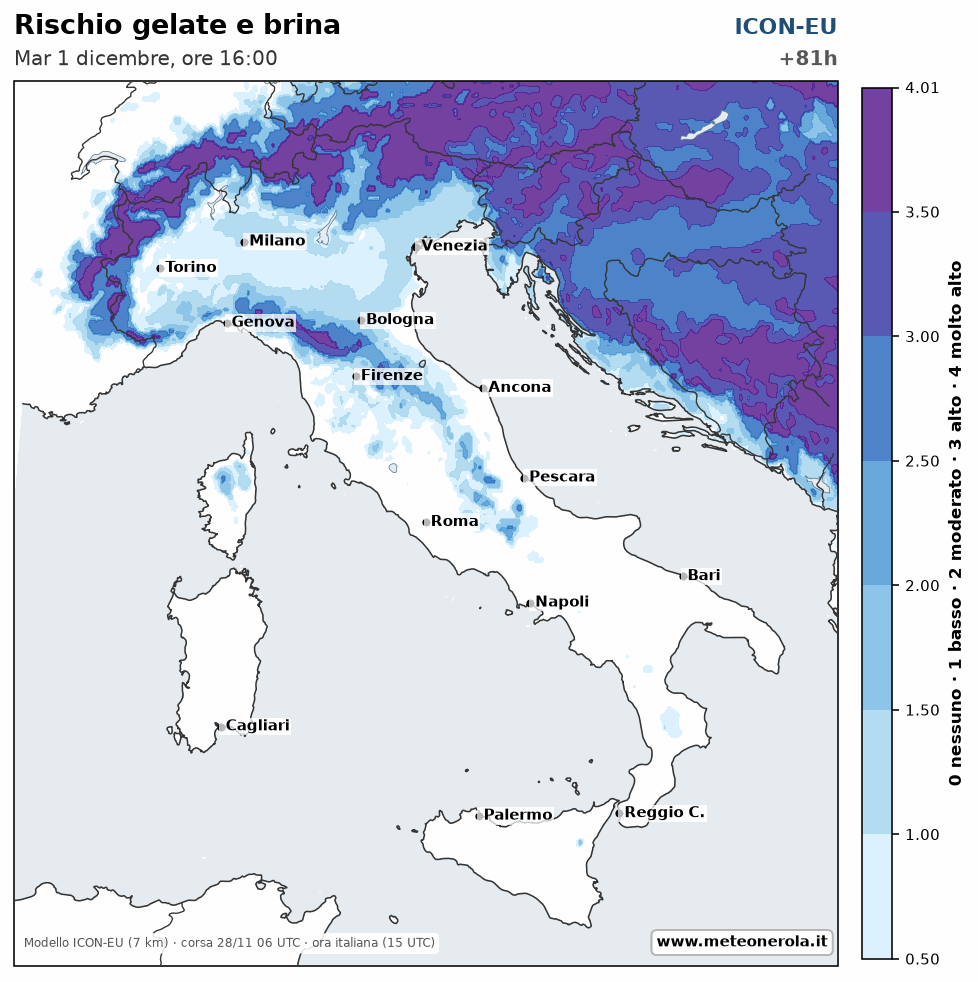 Rischio gelate e brina
ICON-EU
Mar 1 dicembre, ore 16:00
+81h
4.01
3.50
3.00
2.50
2.00
1.50
1.00
0.50
0 nessuno · 1 basso · 2 moderato · 3 alto · 4 molto alto
Milano
Venezia
Torino
Genova
Bologna
Firenze
Ancona
Pescara
Roma
Bari
Napoli
Cagliari
Palermo
Reggio C.
Modello ICON-EU (7 km) · corsa 28/11 06 UTC · ora italiana (15 UTC)
www.meteonerola.it